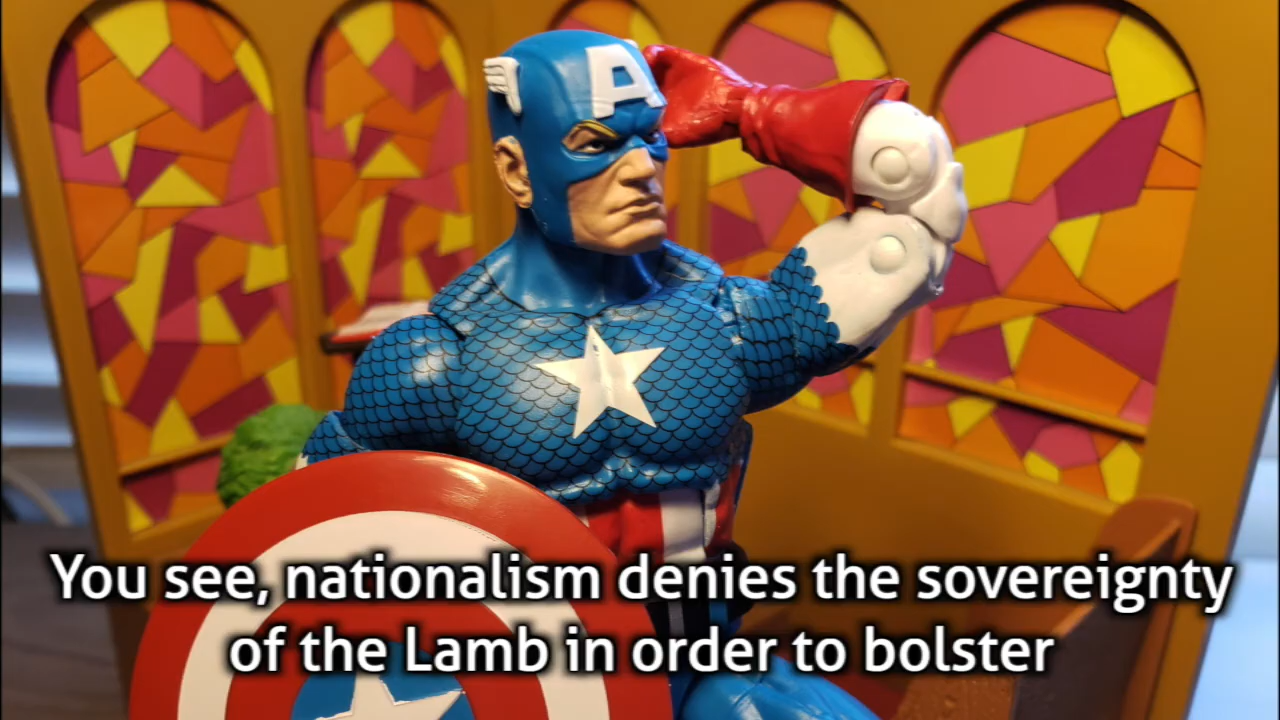 A
You see, nationalism denies the sovereignty
of the Lamb in order to bolster